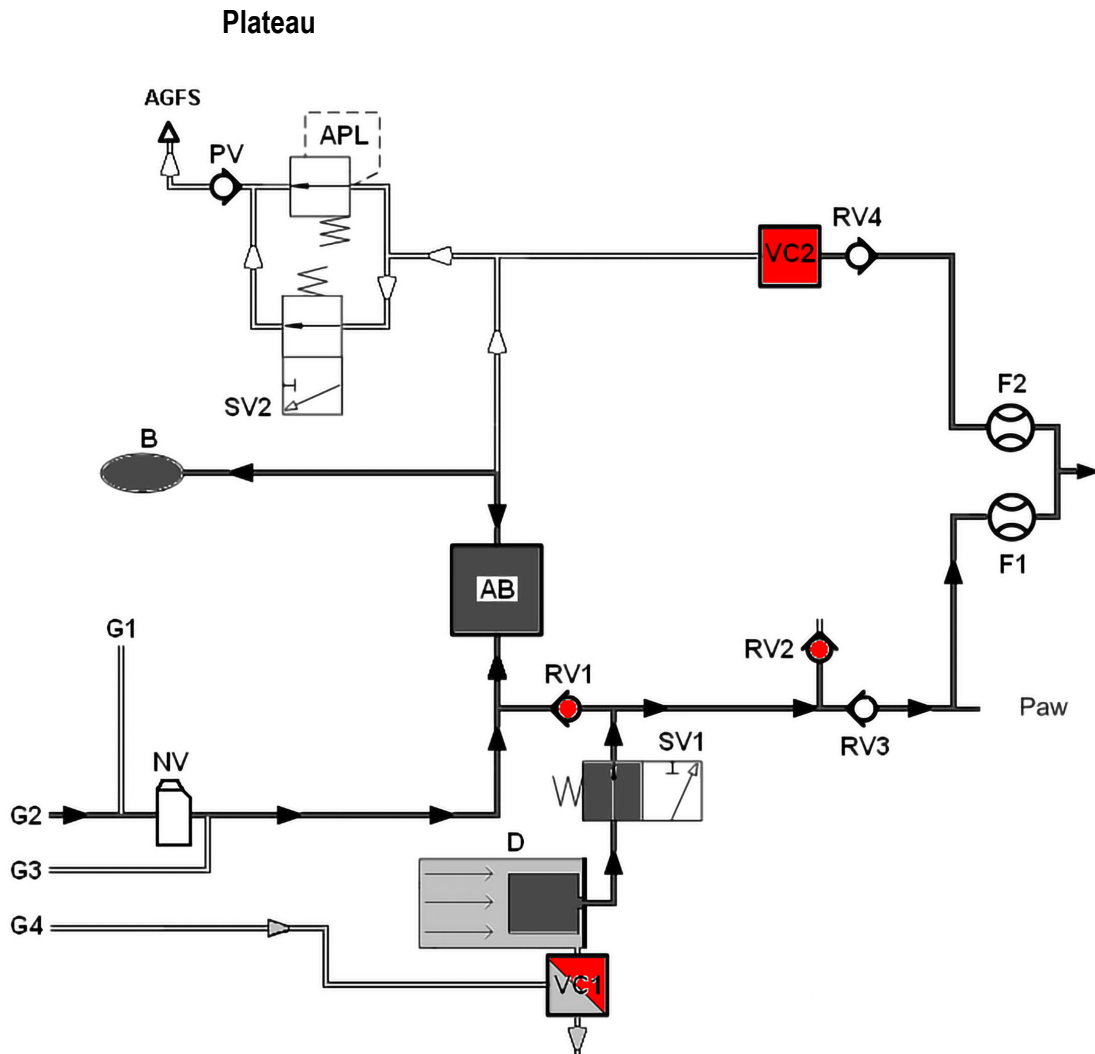 Plateau
AGFS
PV
APL
RV4
VC2
SV2
F2
B
F1
AB
G1
RV1
RV2
Paw
RV3
SV1
NV
G2
D
G3
G4
VC1